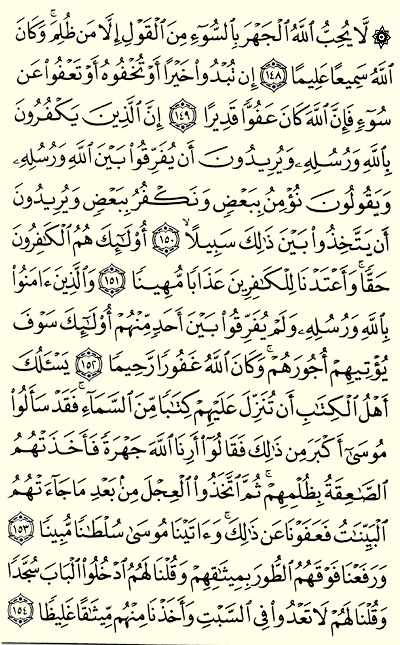 ۞ لَّا يُحِبُّ ٱللَّهُ ٱلْجَهْرَ بِٱلسُّوٓءِ مِنَ ٱلْقَوْلِ إِلَّا مَن ظُلِمَ ۚ وَكَانَ
ٱللَّهُ سَمِيعًا عَلِيمًا ﴿١٤٨﴾ إِن تُبْدُوا۟ خَيْرًا أَوْ تُخْفُوهُ أَوْ تَعْفُوا۟ عَن
سُوٓءٍ فَإِنَّ ٱللَّهَ كَانَ عَفُوًّا قَدِيرًا ﴿١٤٩﴾ إِنَّ ٱلَّذِينَ يَكْفُرُونَ
بِٱللَّهِ وَرُسُلِهِۦ وَيُرِيدُونَ أَن يُفَرِّقُوا۟ بَيْنَ ٱللَّهِ وَرُسُلِهِۦ
وَيَقُولُونَ نُؤْمِنُ بِبَعْضٍ وَنَكْفُرُ بِبَعْضٍ وَيُرِيدُونَ
أَن يَتَّخِذُوا۟ بَيْنَ ذَٰلِكَ سَبِيلًا ۙ ﴿١٥٠﴾ أُو۟لَٰٓئِكَ هُمُ ٱلْكَٰفِرُونَ
حَقًّا ۚ وَأَعْتَدْنَا لِلْكَٰفِرِينَ عَذَابًا مُّهِينًا ﴿١٥١﴾ وَٱلَّذِينَ ءَامَنُوا۟
بِٱللَّهِ وَرُسُلِهِۦ وَلَمْ يُفَرِّقُوا۟ بَيْنَ أَحَدٍ مِّنْهُمْ أُو۟لَٰٓئِكَ سَوْفَ
يُؤْتِيهِمْ أُجُورَهُمْ ۗ وَكَانَ ٱللَّهُ غَفُورًا رَّحِيمًا ﴿١٥٢﴾ يَسْـَٔلُكَ
أَهْلُ ٱلْكِتَٰبِ أَن تُنَزِّلَ عَلَيْهِمْ كِتَٰبًا مِّنَ ٱلسَّمَآءِ ۚ فَقَدْ سَأَلُوا۟
مُوسَىٰٓ أَكْبَرَ مِن ذَٰلِكَ فَقَالُوٓا۟ أَرِنَا ٱللَّهَ جَهْرَةً فَأَخَذَتْهُمُ
ٱلصَّٰعِقَةُ بِظُلْمِهِمْ ۚ ثُمَّ ٱتَّخَذُوا۟ ٱلْعِجْلَ مِنۢ بَعْدِ مَا جَآءَتْهُمُ
ٱلْبَيِّنَٰتُ فَعَفَوْنَا عَن ذَٰلِكَ ۚ وَءَاتَيْنَا مُوسَىٰ سُلْطَٰنًا مُّبِينًا ﴿١٥٣﴾
وَرَفَعْنَا فَوْقَهُمُ ٱلطُّورَ بِمِيثَٰقِهِمْ وَقُلْنَا لَهُمُ ٱدْخُلُوا۟ ٱلْبَابَ سُجَّدًا
وَقُلْنَا لَهُمْ لَا تَعْدُوا۟ فِى ٱلسَّبْتِ وَأَخَذْنَا مِنْهُم مِّيثَٰقًا غَلِيظًا ﴿١٥٤﴾